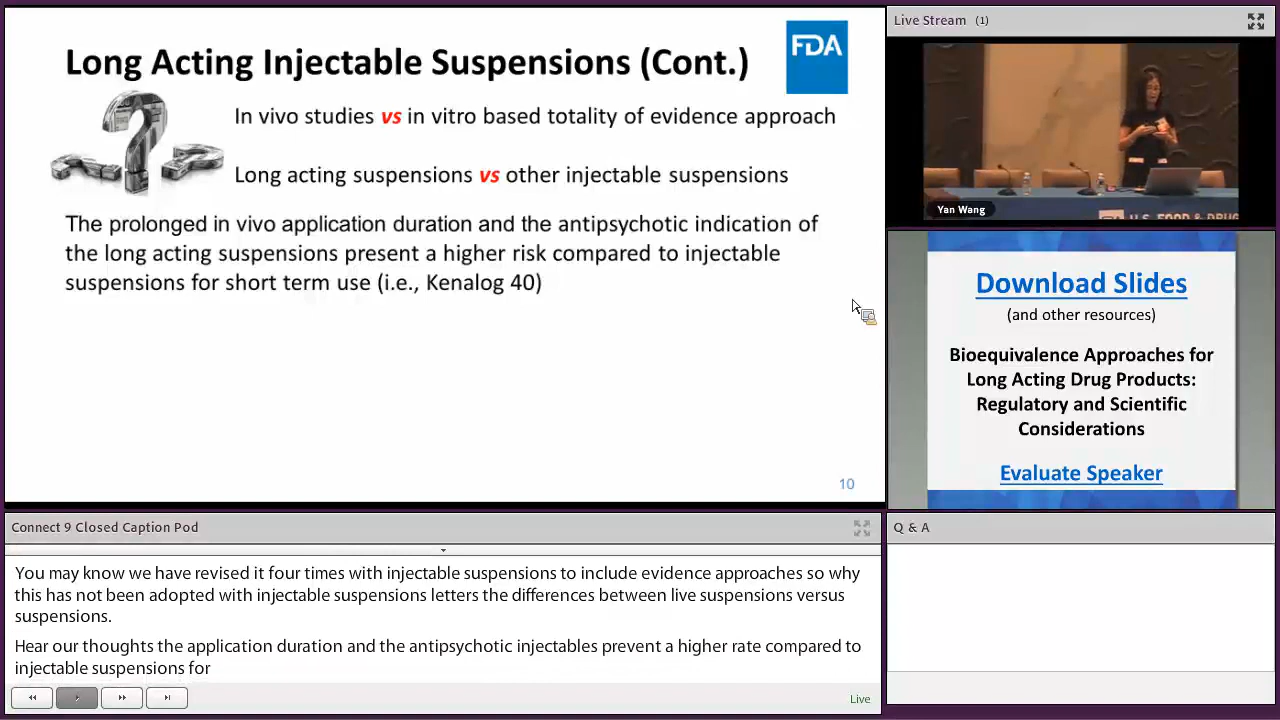 Long Acting Injectable Suspensions (Cont.)
FDA
In vivo studies vs in vitro based totality of evidence approach
Long acting suspensions vs other injectable suspensions
The prolonged in vivo application duration and the antipsychotic indication of
the long acting suspensions present a higher risk compared to injectable
suspensions for short term use (i.e., Kenalog 40)
10
Live Stream (1)
Yan Wang
U.S. FOOD & DRUG
Download Slides
(and other resources)
Bioequivalence Approaches for
Long Acting Drug Products:
Regulatory and Scientific
Considerations
Evaluate Speaker
Connect 9 Closed Caption Pod
You may know we have revised it four times with injectable suspensions to include evidence approaches so why
this has not been adopted with injectable suspensions letters the differences between live suspensions versus
suspensions.
Hear our thoughts the application duration and the antipsychotic injectables prevent a higher rate compared to
injectable suspensions for
Live
Q & A